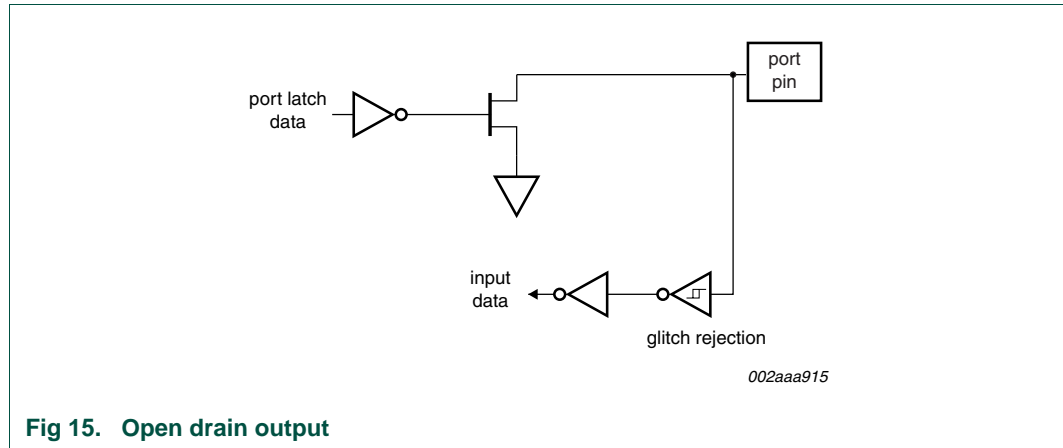 port
pin
port latch
data
input
data
glitch rejection
002aaa915
Fig 15. Open drain output